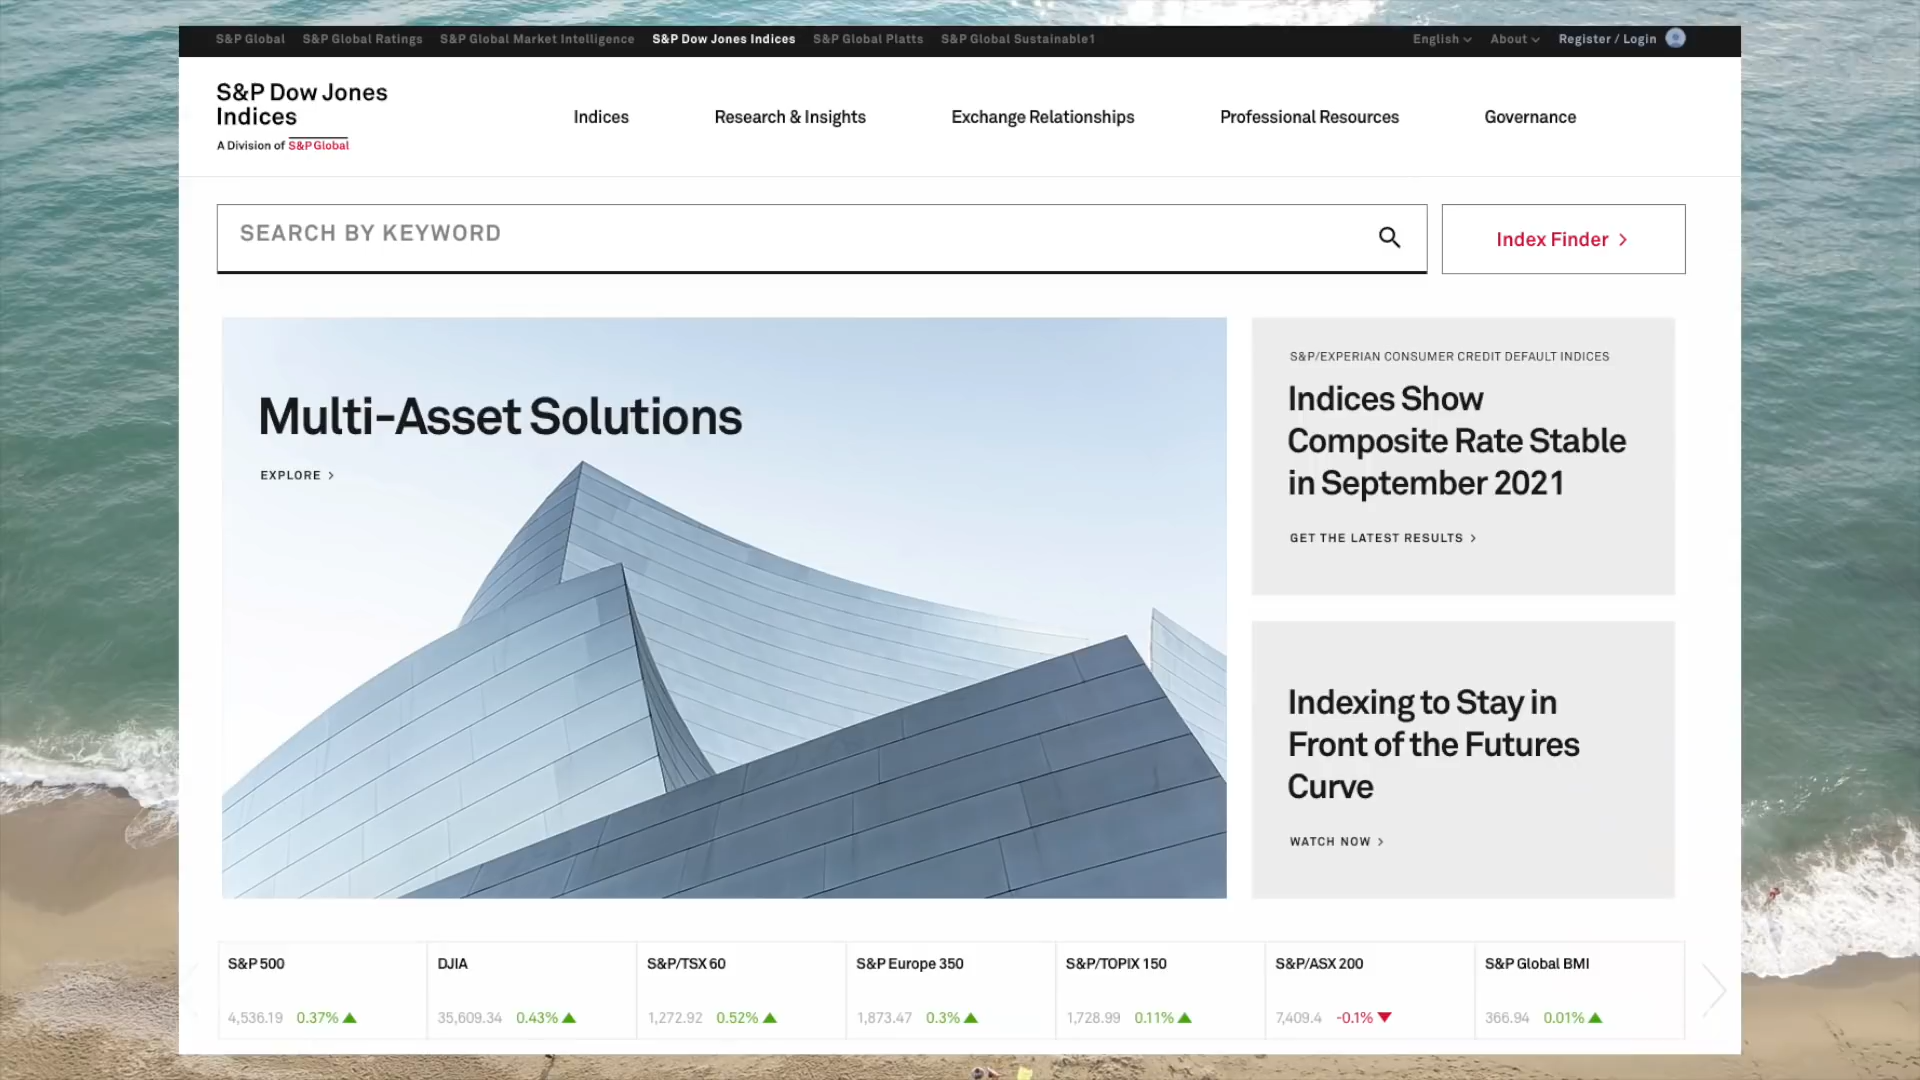 S&P Global S&P Global Ratings S&P Global Market Intelligence S&P Dow Jones Indices S&P Global Platts S&P Global Sustainable1 English About Register / Login
S&P Dow Jones
Indices
A Division of S&P Global
Indices Research & Insights Exchange Relationships Professional Resources Governance
SEARCH BY KEYWORD
Index Finder >
Multi-Asset Solutions
EXPLORE >
S&P/EXPERIAN CONSUMER CREDIT DEFAULT INDICES
Indices Show
Composite Rate Stable
in September 2021
GET THE LATEST RESULTS >
Indexing to Stay in
Front of the Futures
Curve
WATCH NOW >
S&P 500 DJIA S&P/TSX 60 S&P Europe 350 S&P/TOPIX 150 S&P/ASX 200 S&P Global BMI
4,536.19 0.37% ▲ 35,609.34 0.43% ▲ 1,272.92 0.52% ▲ 1,873.47 0.3% ▲ 1,728.99 0.11% ▲ 7,409.4 -0.1% ▼ 366.94 0.01% ▲